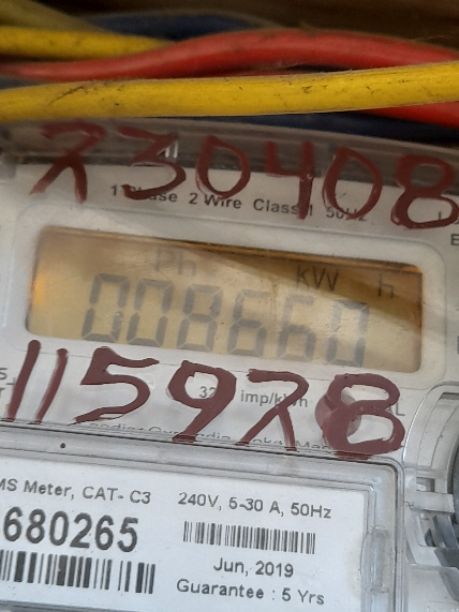 730408
1 Phase 2 Wire Class 1 50Hz
Ph kW h
008660
imp/kWh
115978
MS Meter, CAT- C3 240V, 5-30 A, 50Hz
680265
Jun, 2019
Guarantee : 5 Yrs